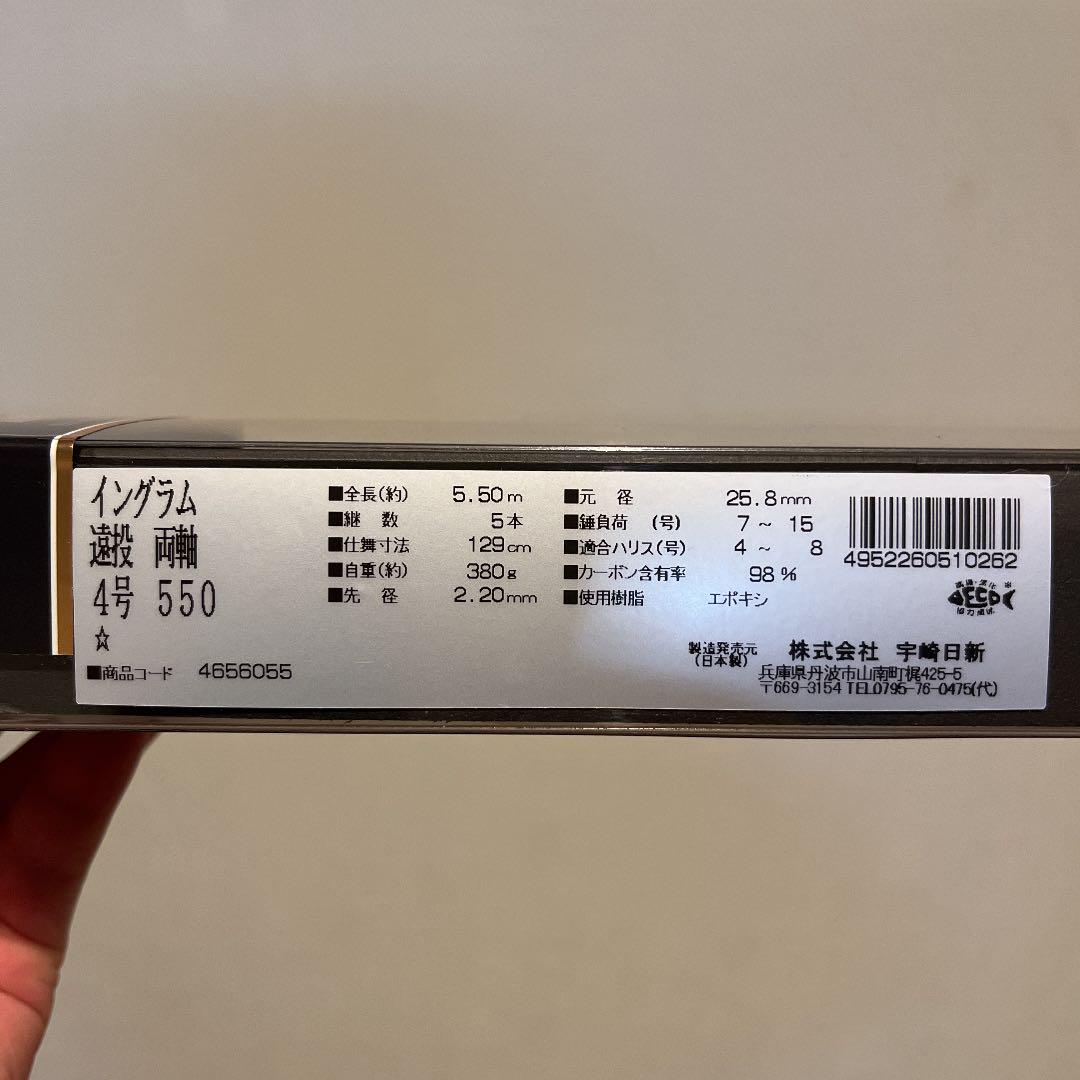 イングラム
遠投 両軸
4号 550
☆
■商品コード 4656055
■全長(約) 5.50m
■継 数 5本
■仕舞寸法 129cm
■自重(約) 380g
■先 径 2.20mm
■元 径 25.8mm
■錘負荷 (号) 7～ 15
■適合ハリス(号) 4～ 8
■カーボン含有率 98%
■使用樹脂 エポキシ
4952260510262
ECO
協力商品
製造発売元
(日本製)
株式会社 宇崎日新
兵庫県丹波市山南町梶425-5
〒669-3154 TEL0795-76-0475(代)